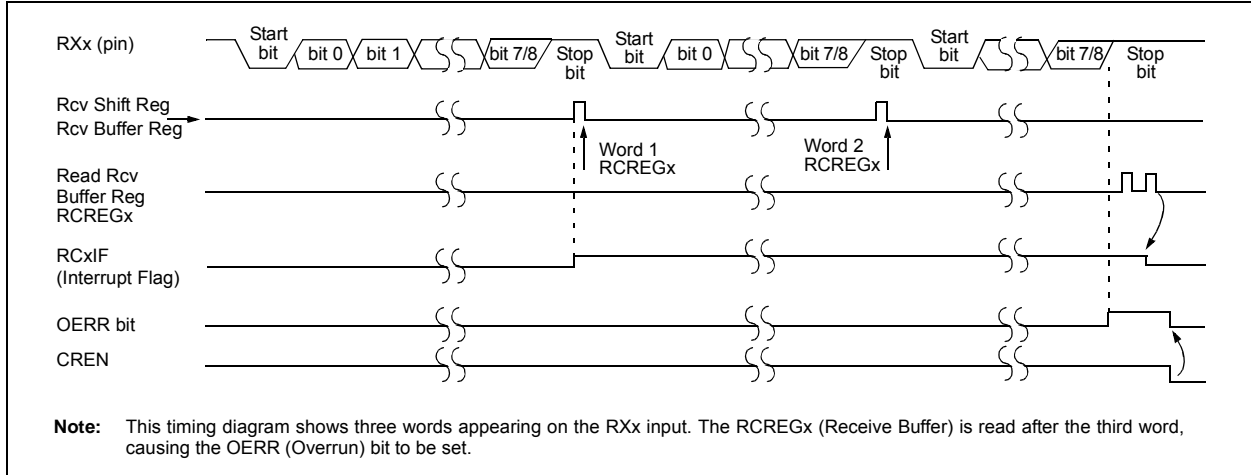 RXx (pin)
Start bit
bit 0
bit 1
bit 7/8
Stop bit
Start bit
bit 0
bit 7/8
Stop bit
Start bit
bit 7/8
Stop bit
Rcv Shift Reg
Rcv Buffer Reg
Word 1
RCREGx
Word 2
RCREGx
Read Rcv
Buffer Reg
RCREGx
RCxIF
(Interrupt Flag)
OERR bit
CREN
Note: This timing diagram shows three words appearing on the RXx input. The RCREGx (Receive Buffer) is read after the third word,
causing the OERR (Overrun) bit to be set.